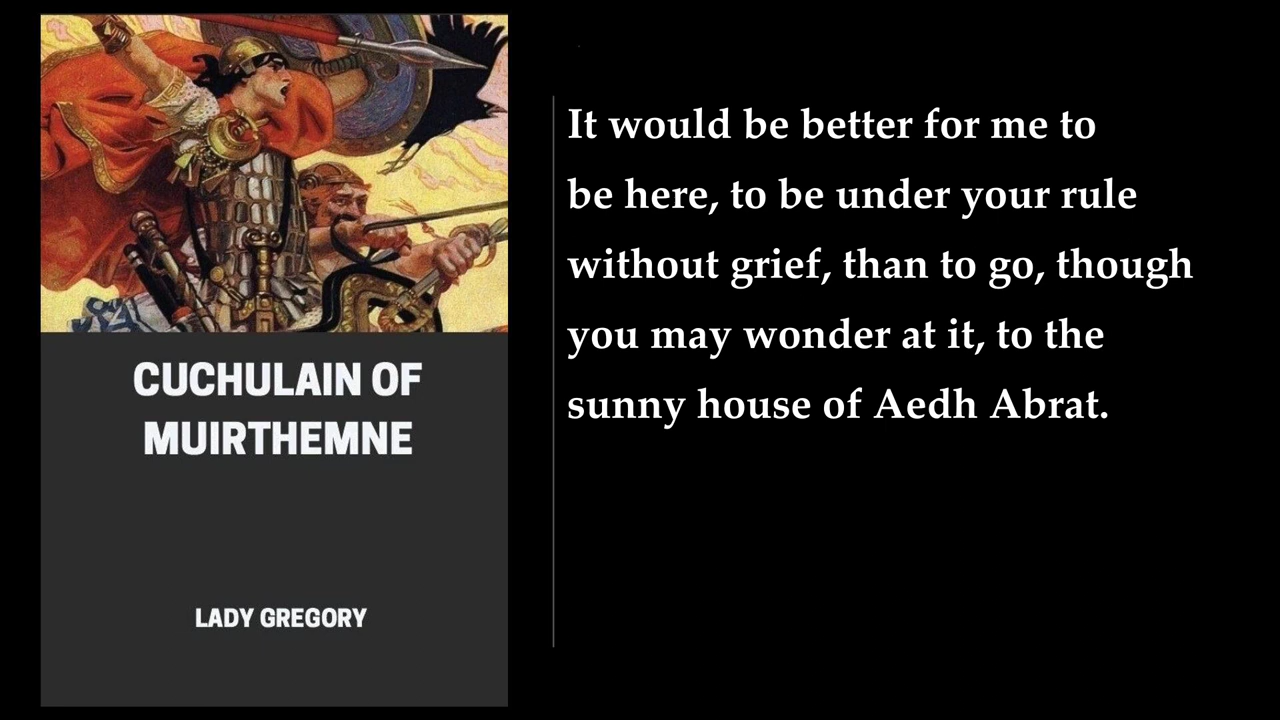 CUCHULAIN OF
MUIRTHEMNE
LADY GREGORY
It would be better for me to
be here, to be under your rule
without grief, than to go, though
you may wonder at it, to the
sunny house of Aedh Abrat.